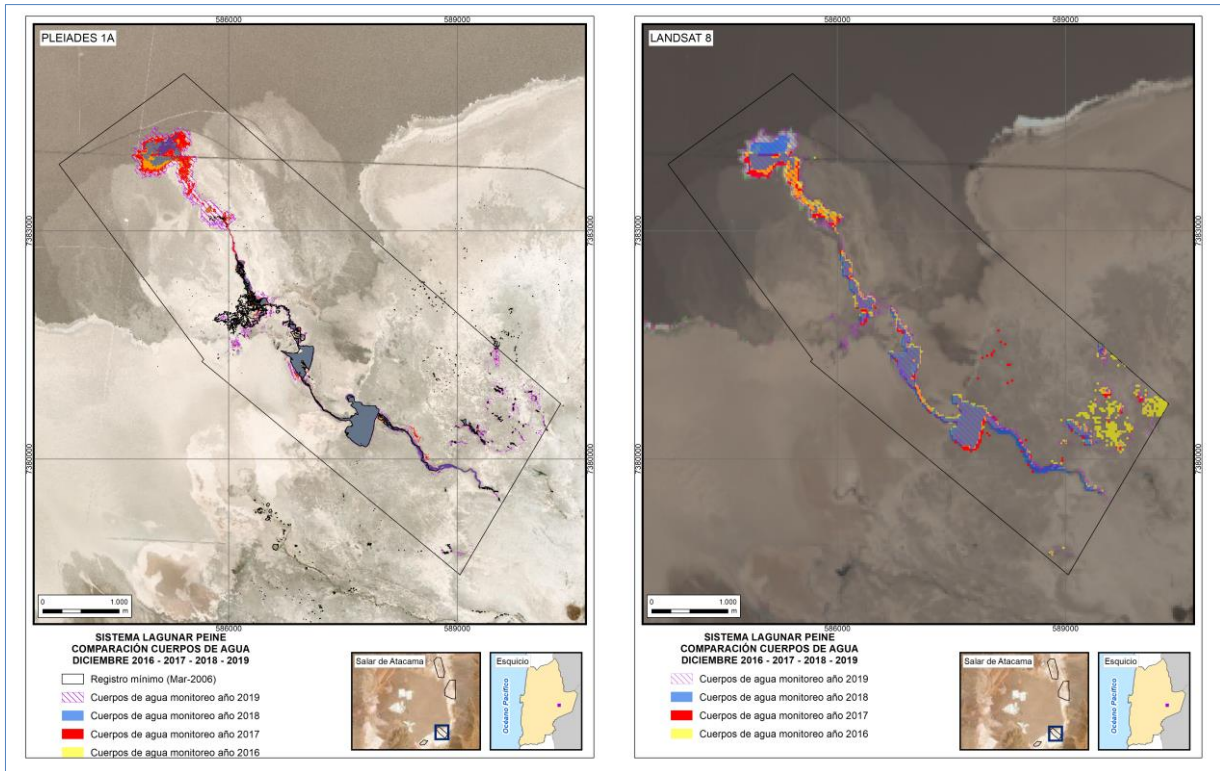 586000
589000
PLEIADES 1A
7383000
7380000
7383000
7380000
0
1.000
m
586000
589000
SISTEMA LAGUNAR PEINE
COMPARACIÓN CUERPOS DE AGUA
DICIEMBRE 2016 - 2017 - 2018 - 2019
Registro mínimo (Mar-2006)
Cuerpos de agua monitoreo año 2019
Cuerpos de agua monitoreo año 2018
Cuerpos de agua monitoreo año 2017
Cuerpos de agua monitoreo año 2016
Salar de Atacama
Esquicio
Océano Pacífico
586000
589000
LANDSAT 8
7383000
7380000
7383000
7380000
0
1.000
m
586000
589000
SISTEMA LAGUNAR PEINE
COMPARACIÓN CUERPOS DE AGUA
DICIEMBRE 2016 - 2017 - 2018 - 2019
Cuerpos de agua monitoreo año 2019
Cuerpos de agua monitoreo año 2018
Cuerpos de agua monitoreo año 2017
Cuerpos de agua monitoreo año 2016
Salar de Atacama
Esquicio
Océano Pacífico